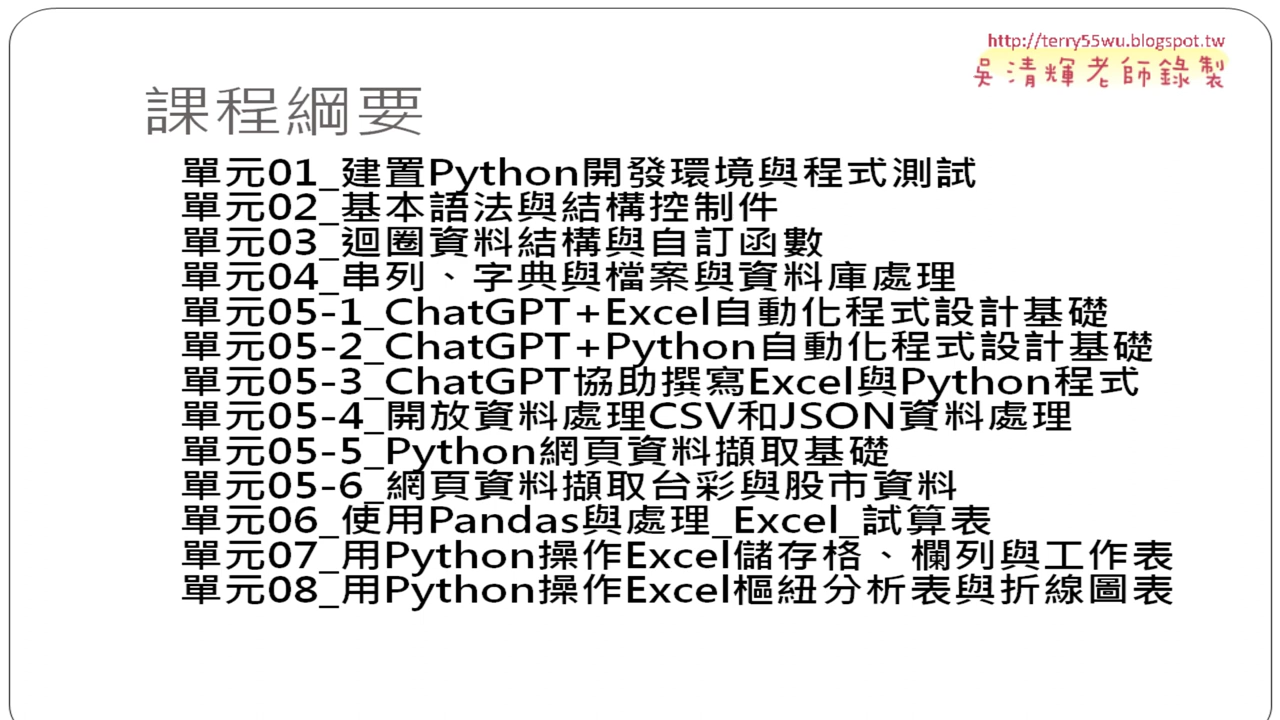 http://terry55wu.blogspot.tw
吳清輝老師錄製
課程綱要
單元01_建置Python開發環境與程式測試
單元02_基本語法與結構控制件
單元03_迴圈資料結構與自訂函數
單元04_串列、字典與檔案與資料庫處理
單元05-1_ChatGPT+Excel自動化程式設計基礎
單元05-2_ChatGPT+Python自動化程式設計基礎
單元05-3_ChatGPT協助撰寫Excel與Python程式
單元05-4_開放資料處理CSV和JSON資料處理
單元05-5_Python網頁資料擷取基礎
單元05-6_網頁資料擷取台彩與股市資料
單元06_使用Pandas與處理_Excel_試算表
單元07_用Python操作Excel儲存格、欄列與工作表
單元08_用Python操作Excel樞紐分析表與折線圖表